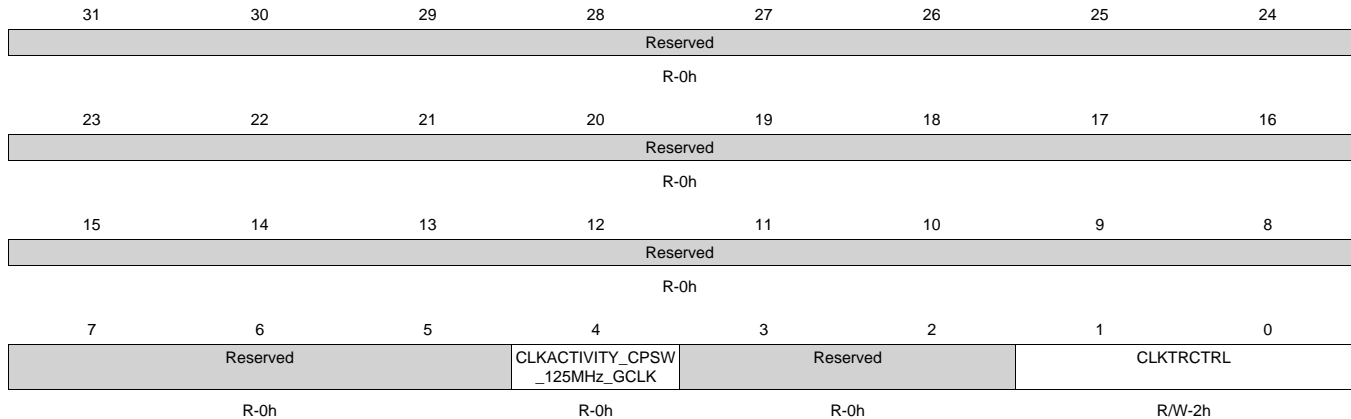 31 30 29 28 27 26 25 24
Reserved
R-0h
23 22 21 20 19 18 17 16
Reserved
R-0h
15 14 13 12 11 10 9 8
Reserved
R-0h
7 6 5 4 3 2 1 0
Reserved CLKACTIVITY_CPSW Reserved CLKTRCTRL
_125MHz_GCLK
R-0h R-0h R-0h R/W-2h